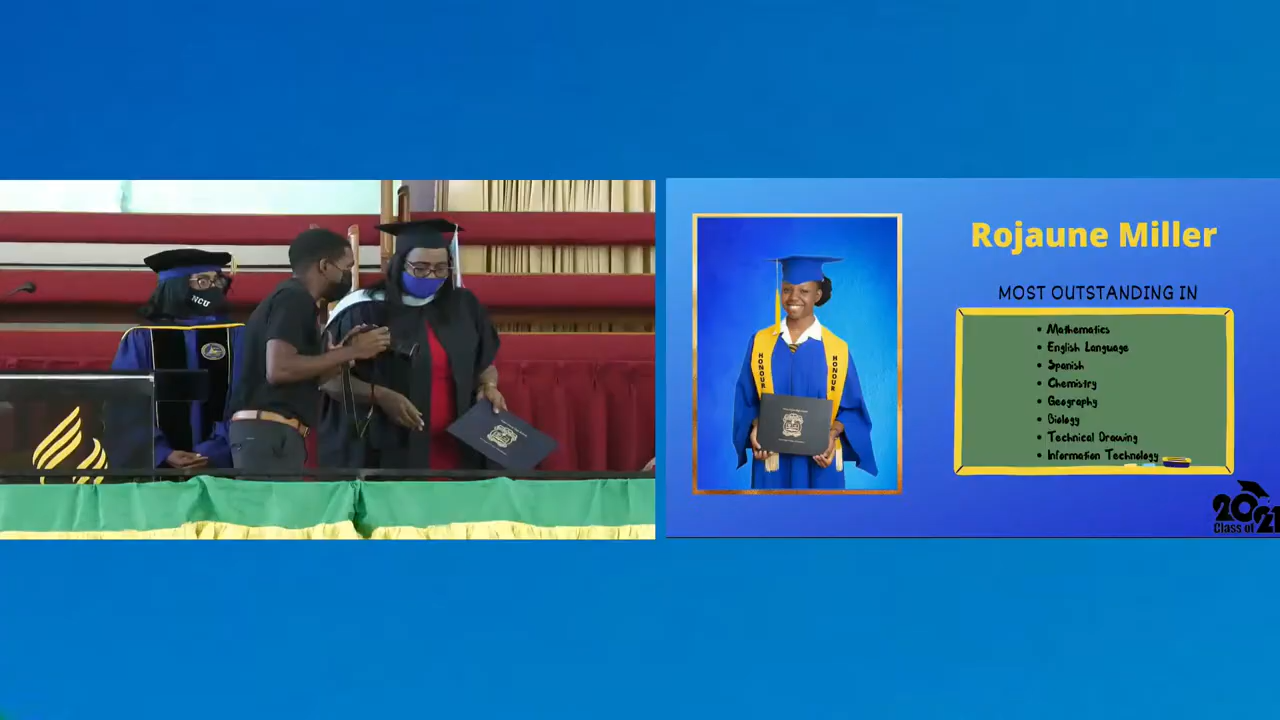 NCU
Rojaune Miller
MOST OUTSTANDING IN
• Mathematics
• English Language
• Spanish
• Chemistry
• Geography
• Biology
• Technical Drawing
• Information Technology
HONOUR
HONOUR
2021
Class of